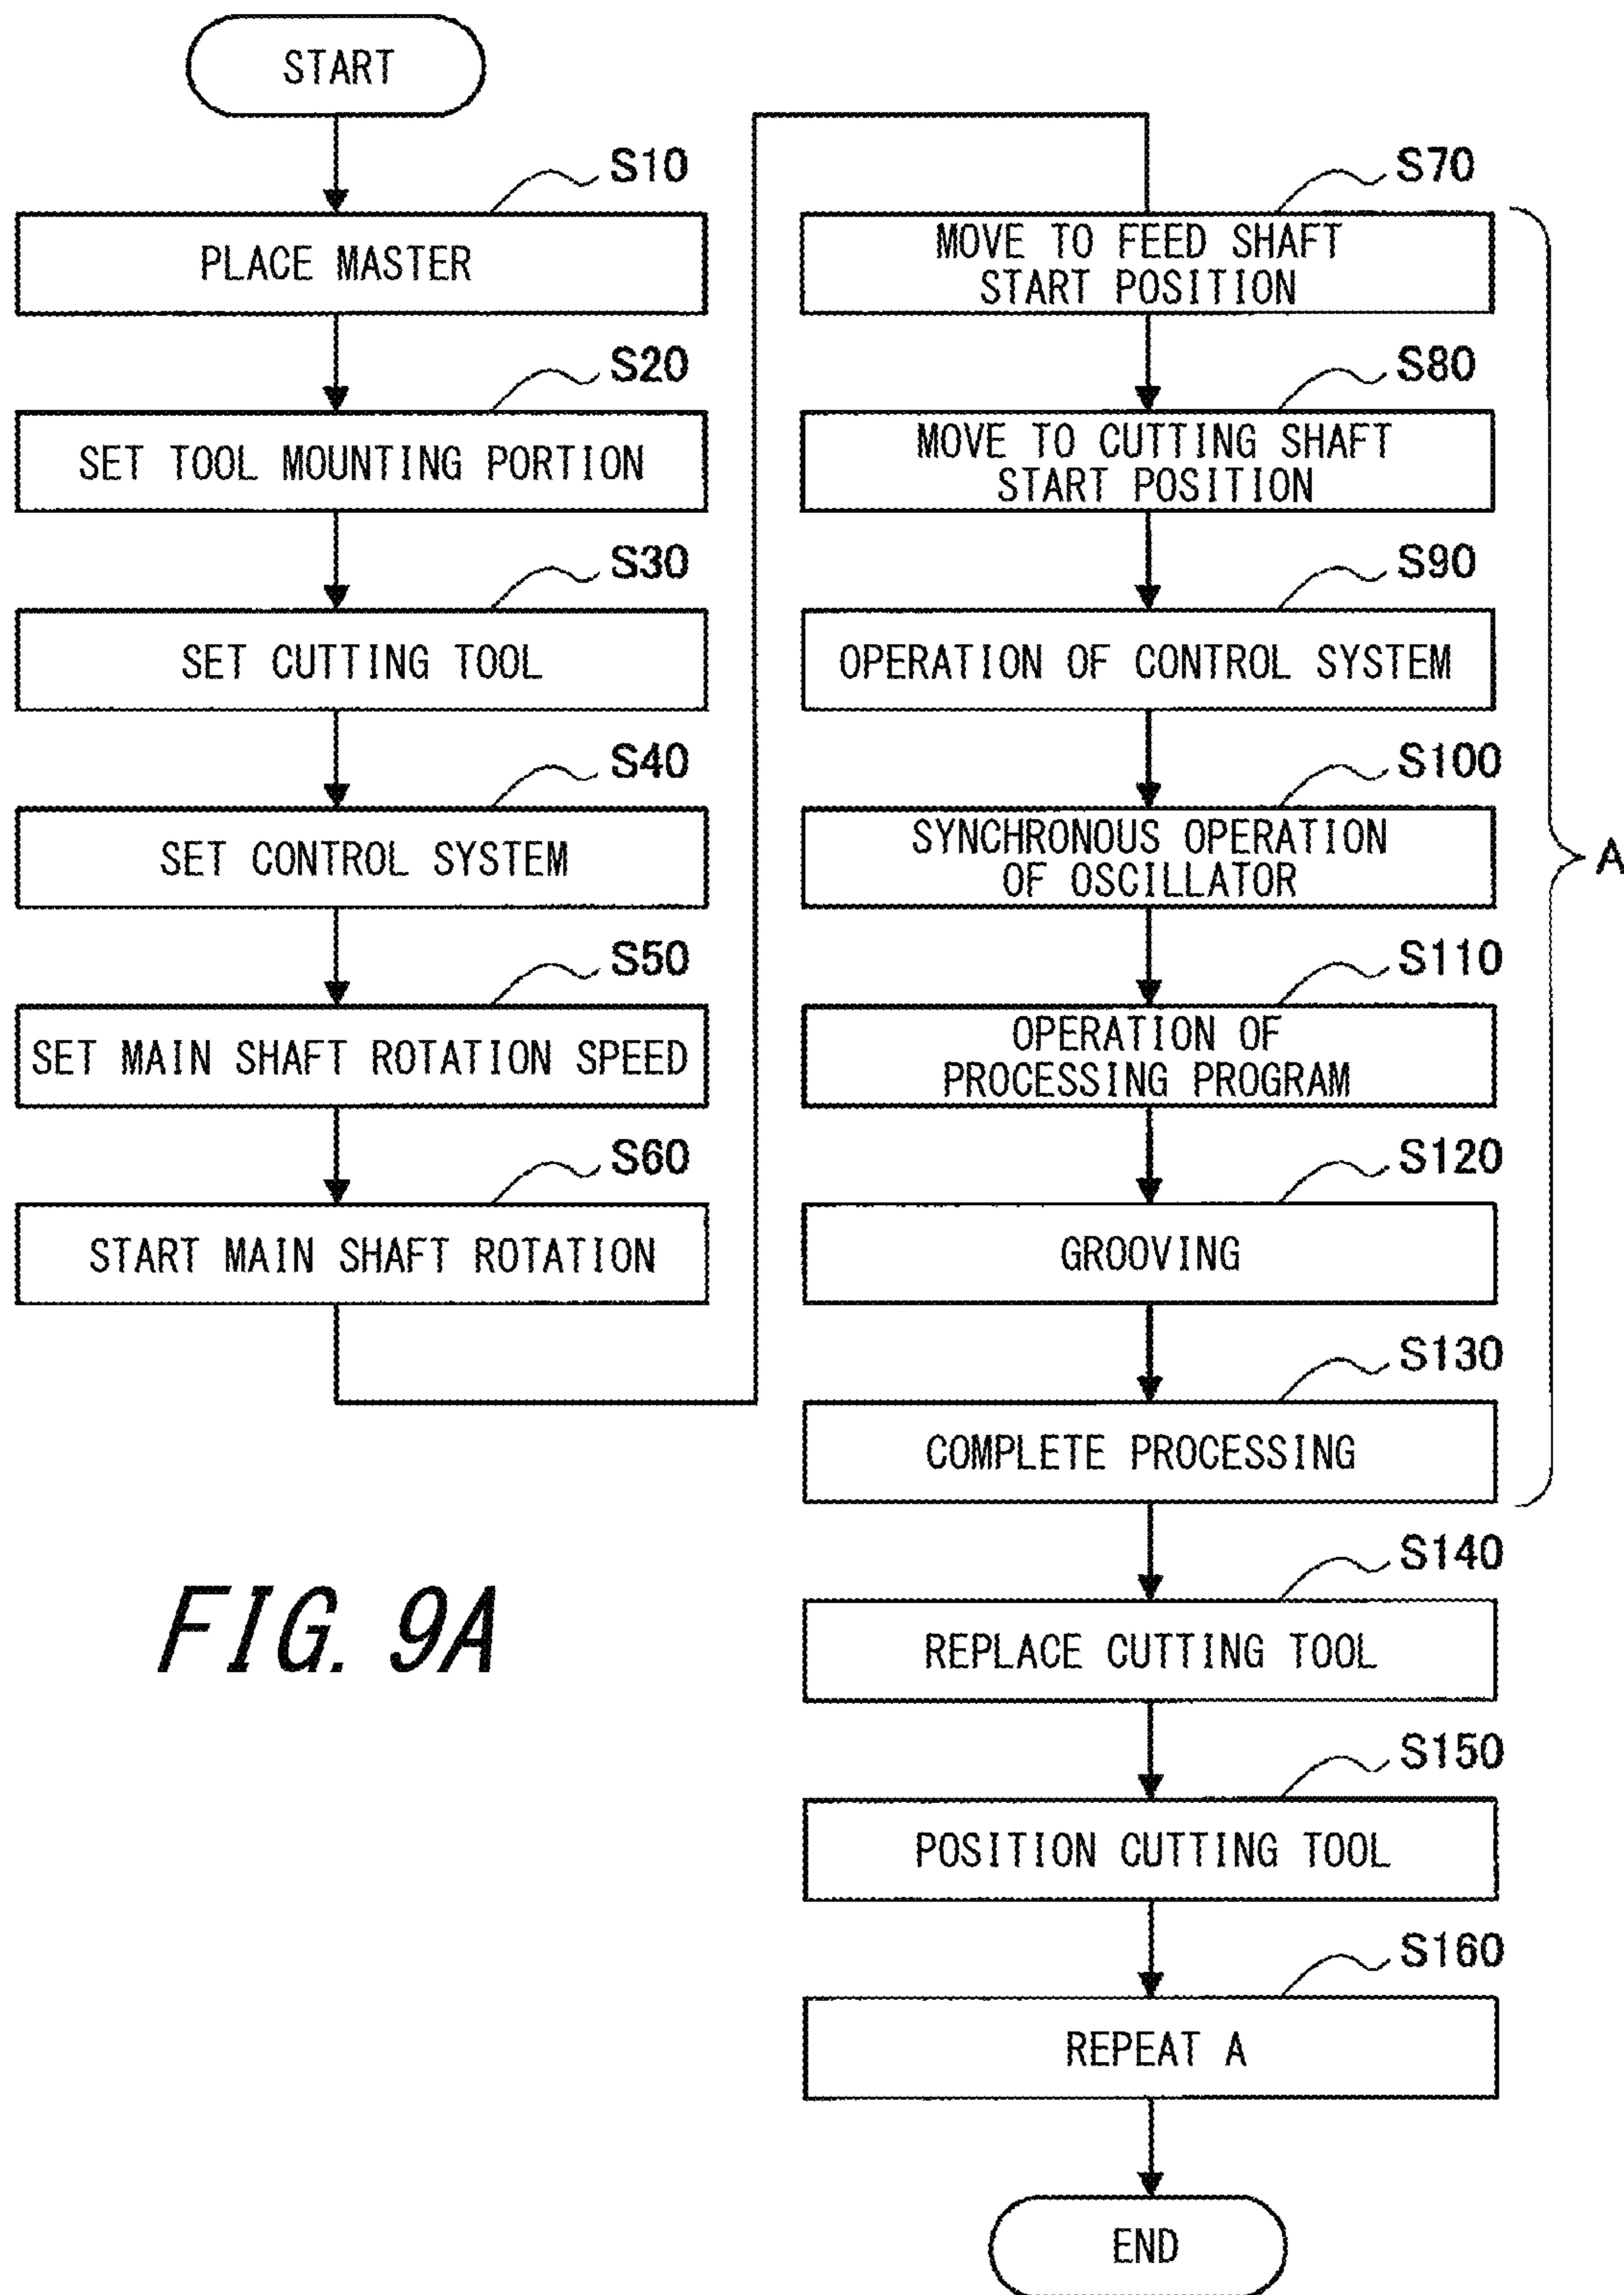 START
S10
PLACE MASTER
S20
SET TOOL MOUNTING PORTION
S30
SET CUTTING TOOL
S40
SET CONTROL SYSTEM
S50
SET MAIN SHAFT ROTATION SPEED
S60
START MAIN SHAFT ROTATION
S70
MOVE TO FEED SHAFT
START POSITION
S80
MOVE TO CUTTING SHAFT
START POSITION
S90
OPERATION OF CONTROL SYSTEM
S100
SYNCHRONOUS OPERATION
OF OSCILLATOR
S110
OPERATION OF
PROCESSING PROGRAM
S120
GROOVING
S130
COMPLETE PROCESSING
A
S140
REPLACE CUTTING TOOL
S150
POSITION CUTTING TOOL
S160
REPEAT A
END
FIG. 9A